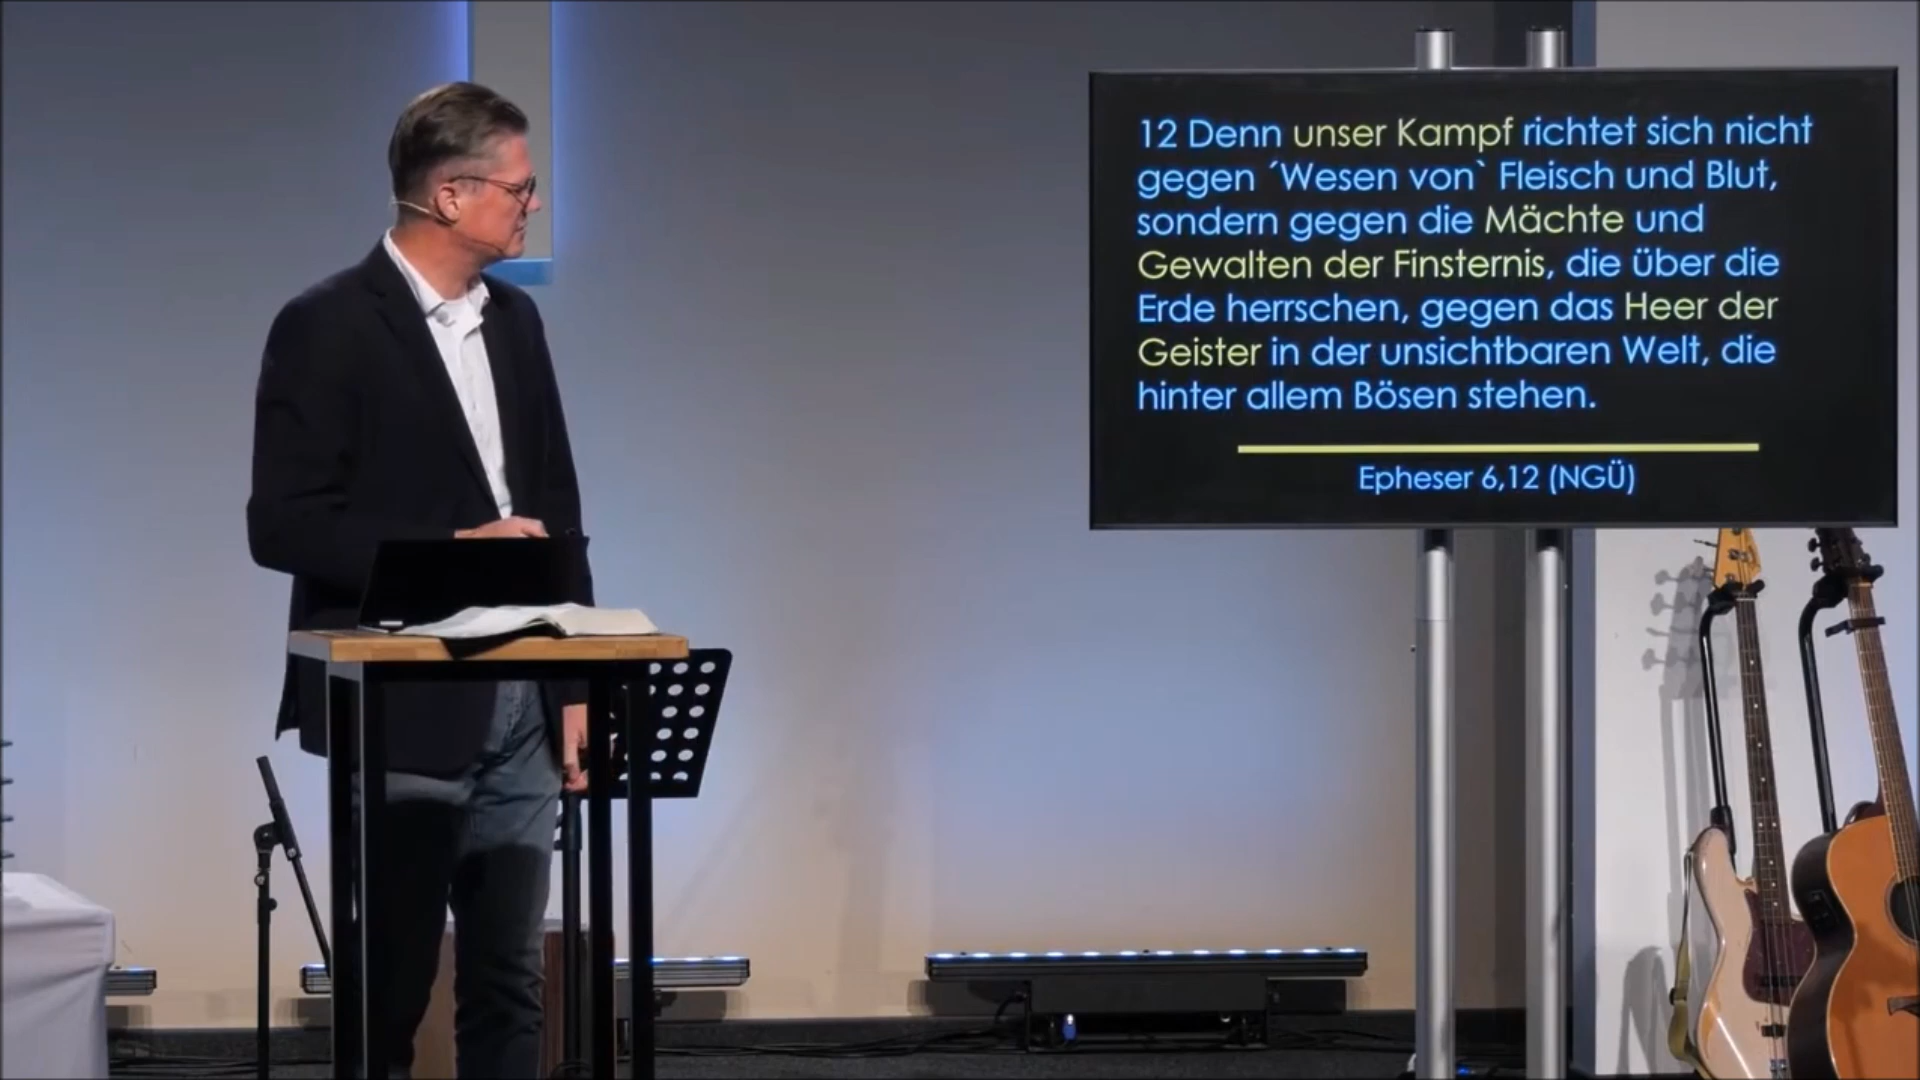 12 Denn unser Kampf richtet sich nicht
gegen ´Wesen von` Fleisch und Blut,
sondern gegen die Mächte und
Gewalten der Finsternis, die über die
Erde herrschen, gegen das Heer der
Geister in der unsichtbaren Welt, die
hinter allem Bösen stehen.
Epheser 6,12 (NGÜ)